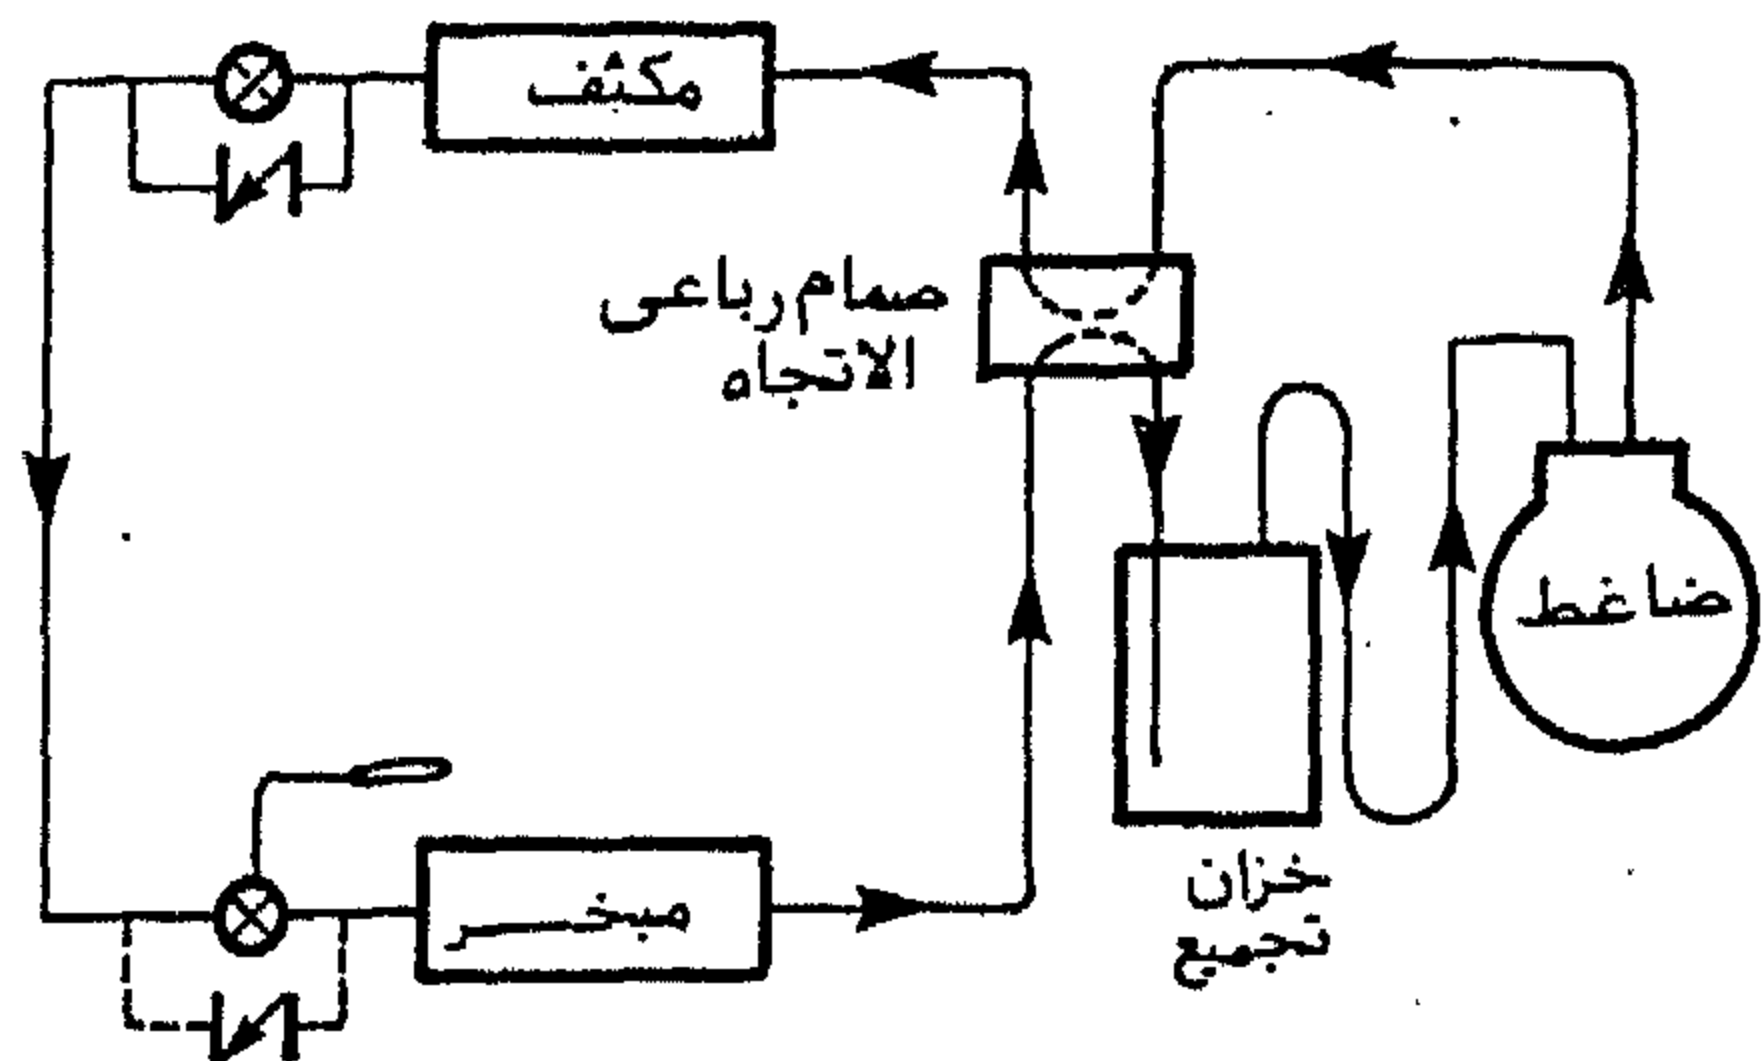 مكثف
صمام رباعى
الاتجاه
ضاغط
مبخر
خزان
تجميع